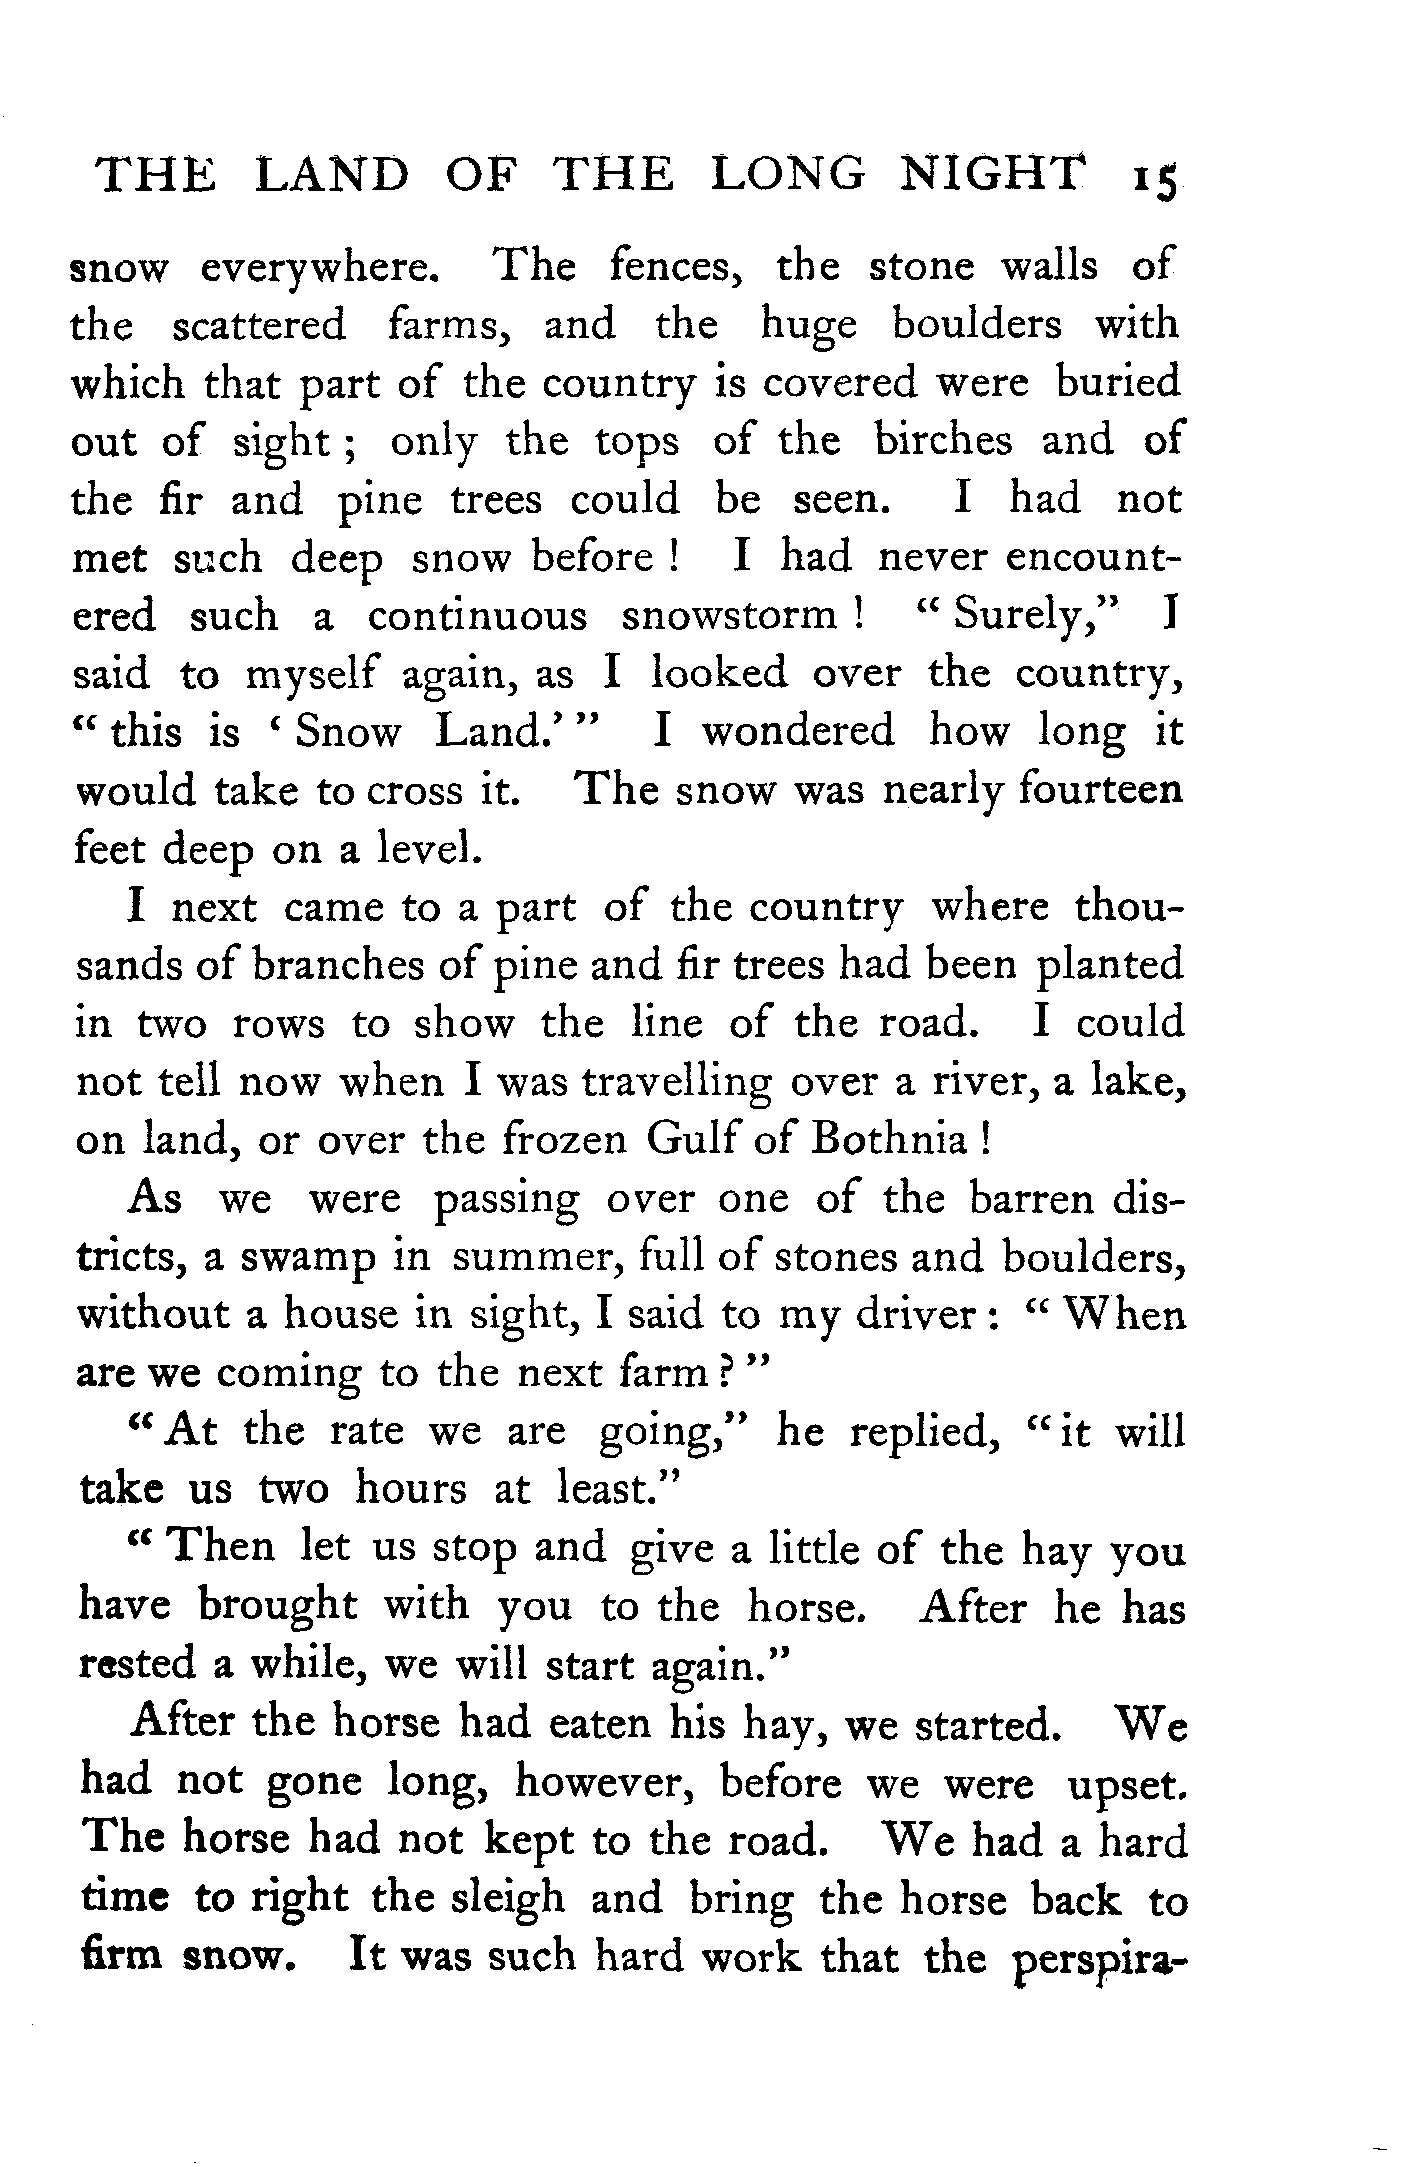 THE LAND OF THE LONG NIGHT 15
snow everywhere. The fences, the stone walls of
the scattered farms, and the huge boulders with
which that part of the country is covered were buried
out of sight ; only the tops of the birches and of
the fir and pine trees could be seen. I had not
met such deep snow before ! I had never encount-
ered such a continuous snowstorm ! “ Surely,” I
said to myself again, as I looked over the country,
“ this is ‘ Snow Land.’ ” I wondered how long it
would take to cross it. The snow was nearly fourteen
feet deep on a level.
I next came to a part of the country where thou-
sands of branches of pine and fir trees had been planted
in two rows to show the line of the road. I could
not tell now when I was travelling over a river, a lake,
on land, or over the frozen Gulf of Bothnia !
As we were passing over one of the barren dis-
tricts, a swamp in summer, full of stones and boulders,
without a house in sight, I said to my driver : “ When
are we coming to the next farm ? ”
“ At the rate we are going,” he replied, “ it will
take us two hours at least.”
“ Then let us stop and give a little of the hay you
have brought with you to the horse. After he has
rested a while, we will start again.”
After the horse had eaten his hay, we started. We
had not gone long, however, before we were upset.
The horse had not kept to the road. We had a hard
time to right the sleigh and bring the horse back to
firm snow. It was such hard work that the perspira-